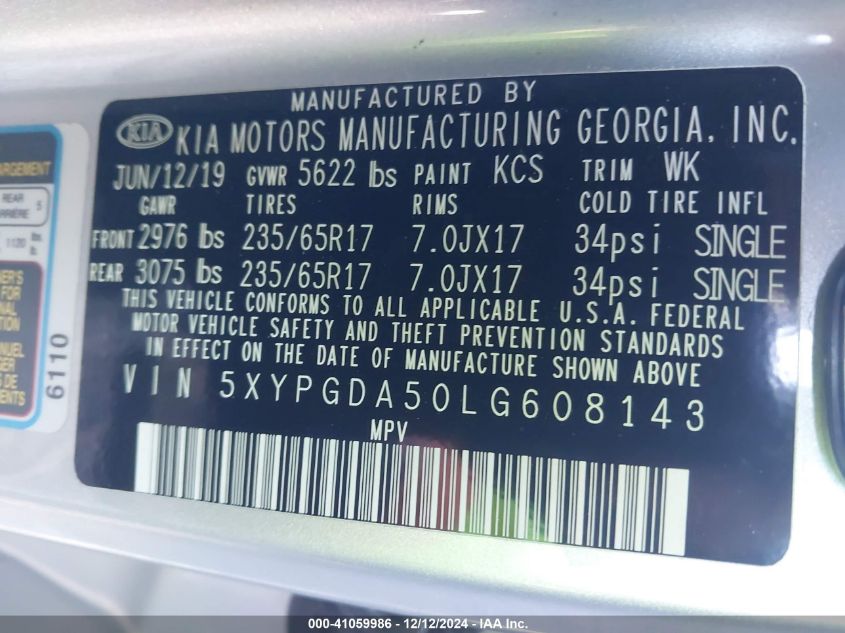 MANUFACTURED BY
KIA KIA MOTORS MANUFACTURING GEORGIA, INC.
JUN/12/19 GVWR 5622 lbs PAINT KCS TRIM WK
GAWR TIRES RIMS COLD TIRE INFL
FRONT 2976 lbs 235/65R17 7.0JX17 34psi SINGLE
REAR 3075 lbs 235/65R17 7.0JX17 34psi SINGLE
THIS VEHICLE CONFORMS TO ALL APPLICABLE U.S.A. FEDERAL
MOTOR VEHICLE SAFETY AND THEFT PREVENTION STANDARDS
IN EFFECT ON THE DATE OF MANUFACTURE SHOWN ABOVE
VIN 5XYPGDA50LG608143
MPV
REAR 5
6110
000-41059986 - 12/12/2024 - IAA, Inc.